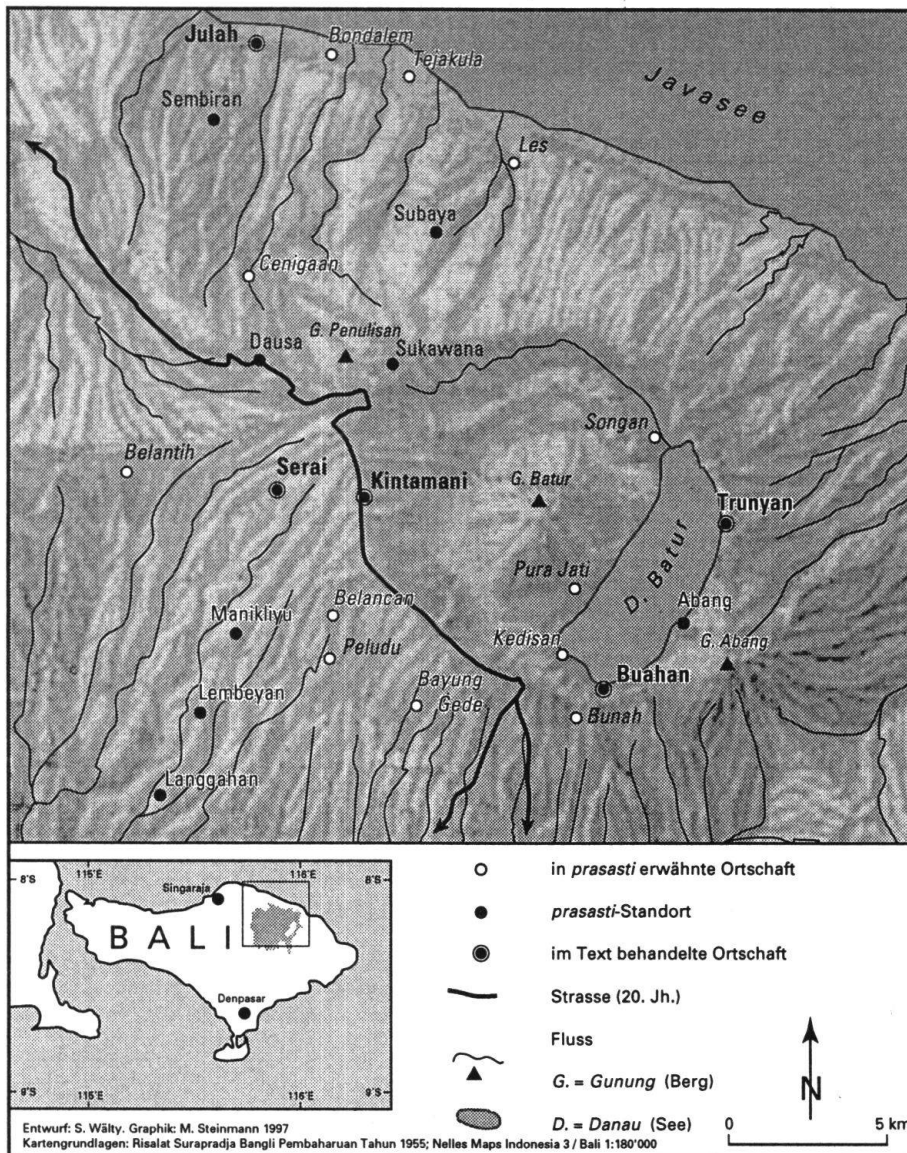 Julah
Bondalem
Tejakula
Javasee
Sembiran
Les
Subaya
Cenigaan
Dausa
G. Penulisan
Sukawana
Songan
Belantih
Serai
Kintamani
G. Batur
Trunyan
D. Batur
Pura Jati
Belancan
Abang
Manikliyu
Kedisan
G. Abang
Peludu
Buahan
Lembeyan
Bayung
Gede
Bunah
Langgahan
8°S
115°E
116°E
8°S
Singaraja
BALI
Denpasar
9°S
115°E
116°E
9°S
in prasasti erwähnte Ortschaft
prasasti-Standort
im Text behandelte Ortschaft
Strasse (20. Jh.)
Fluss
G. = Gunung (Berg)
D. = Danau (See)
N
0 5 km
Entwurf: S. Wälty. Graphik: M. Steinmann 1997
Kartengrundlagen: Risalat Surapradja Bangli Pembaharuan Tahun 1955; Nelles Maps Indonesia 3 / Bali 1:180'000